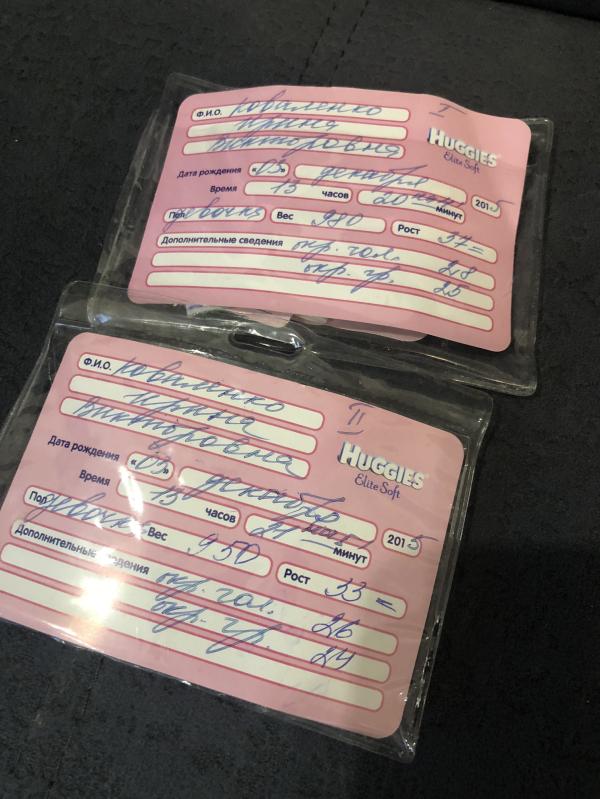 I
Ф.И.О. Коваленко
Ирина
Викторовна
HUGGIES
Elite Soft
Дата рождения «03» декабря 2015
Время 13 часов 20 минут
Пол девочка Вес 980 Рост 37=
Дополнительные сведения окр. гол. 28
окр. гр. 25
II
Ф.И.О. Коваленко
Ирина
Викторовна
HUGGIES
Elite Soft
Дата рождения «03» декабря 2015
Время 13 часов 21 минут
Пол девочка Вес 950 Рост 33=
Дополнительные сведения окр. гол. 26
окр. гр. 24